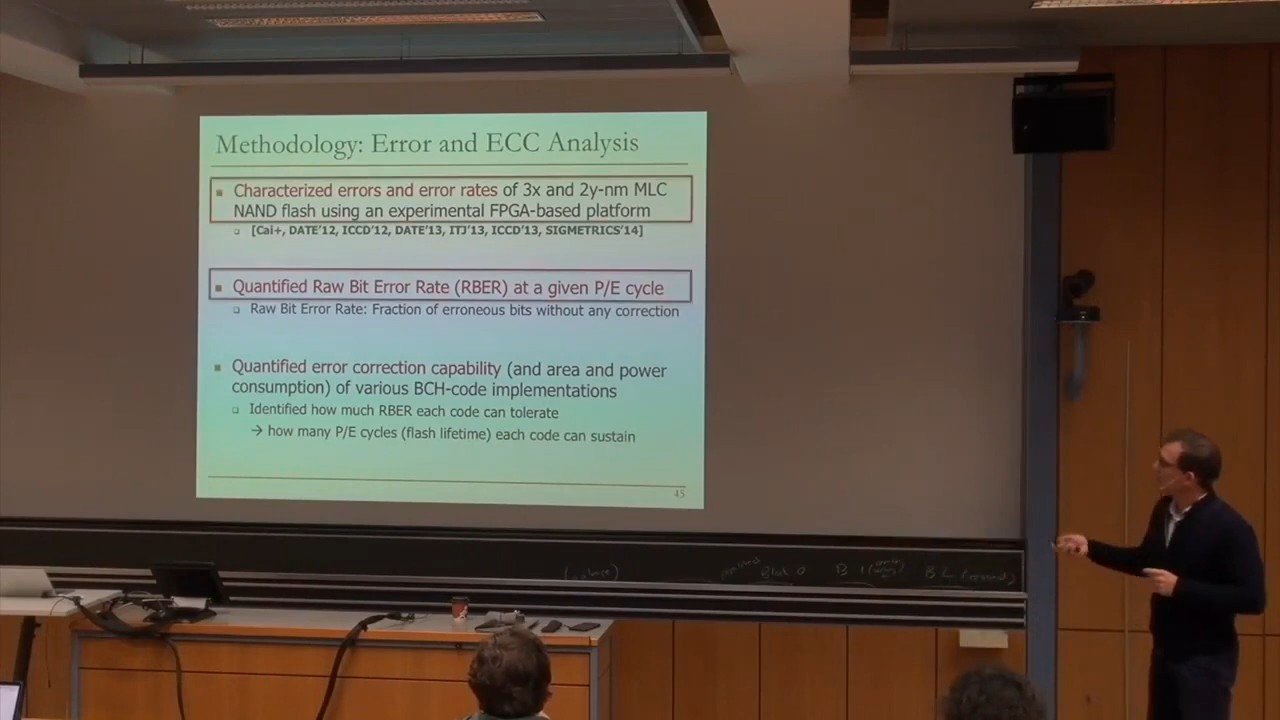 Methodology: Error and ECC Analysis
Characterized errors and error rates of 3x and 2y-nm MLC
NAND flash using an experimental FPGA-based platform
[Cai+, DATE'12, ICCD'12, DATE'13, ITJ'13, ICCD'13, SIGMETRICS'14]
Quantified Raw Bit Error Rate (RBER) at a given P/E cycle
Raw Bit Error Rate: Fraction of erroneous bits without any correction
Quantified error correction capability (and area and power
consumption) of various BCH-code implementations
Identified how much RBER each code can tolerate
→ how many P/E cycles (flash lifetime) each code can sustain
45